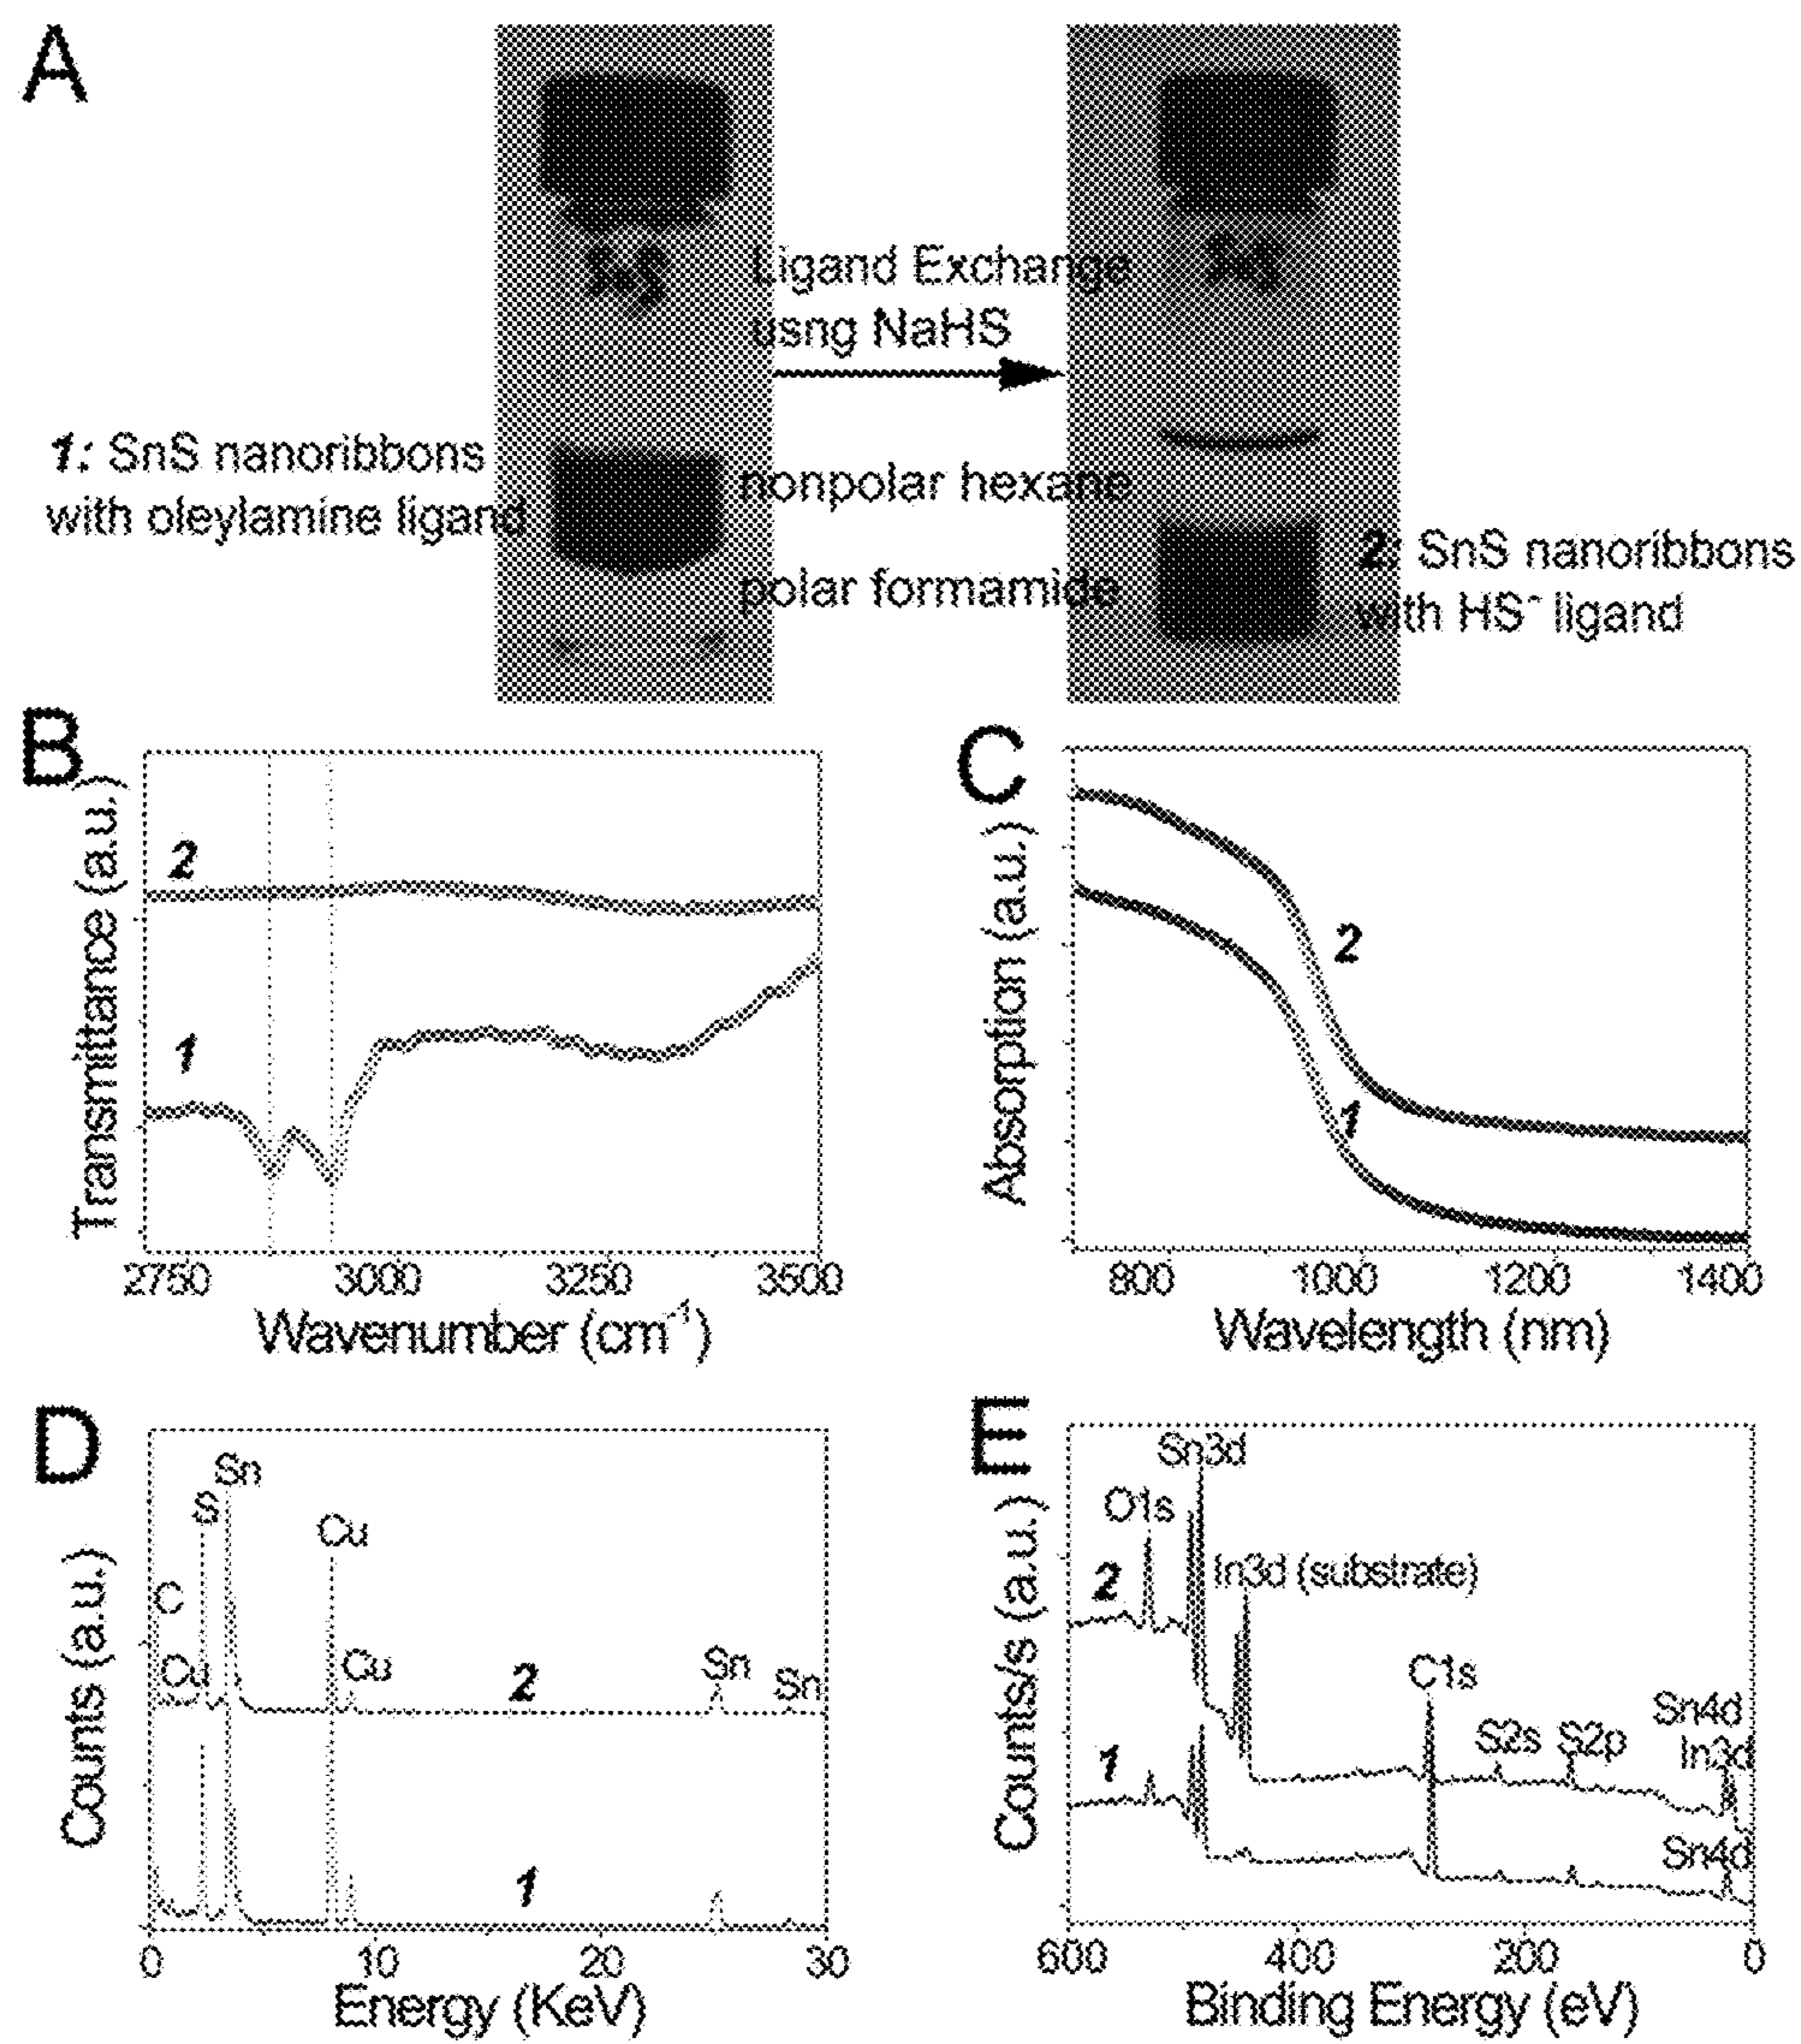 A
SnS
SnS
Ligand Exchange
usng NaHS
1: SnS nanoribbons
with oleylamine ligand
nonpolar hexane
polar formamide
2: SnS nanoribbons
with HS⁻ ligand
B
Transmittance (a.u.)
2
1
2750 3000 3250 3500
Wavenumber (cm⁻¹)
C
Absorption (a.u.)
2
1
800 1000 1200 1400
Wavelength (nm)
D
Counts (a.u.)
Sn
S
Cu
C
Cu
Cu
2
Sn
Sn
1
0 10 20 30
Energy (KeV)
E
Counts/s (a.u.)
Sn3d
O1s
2
In3d (substrate)
C1s
Sn4d
S2s
S2p
In3d
1
Sn4d
600 400 200 0
Binding Energy (eV)